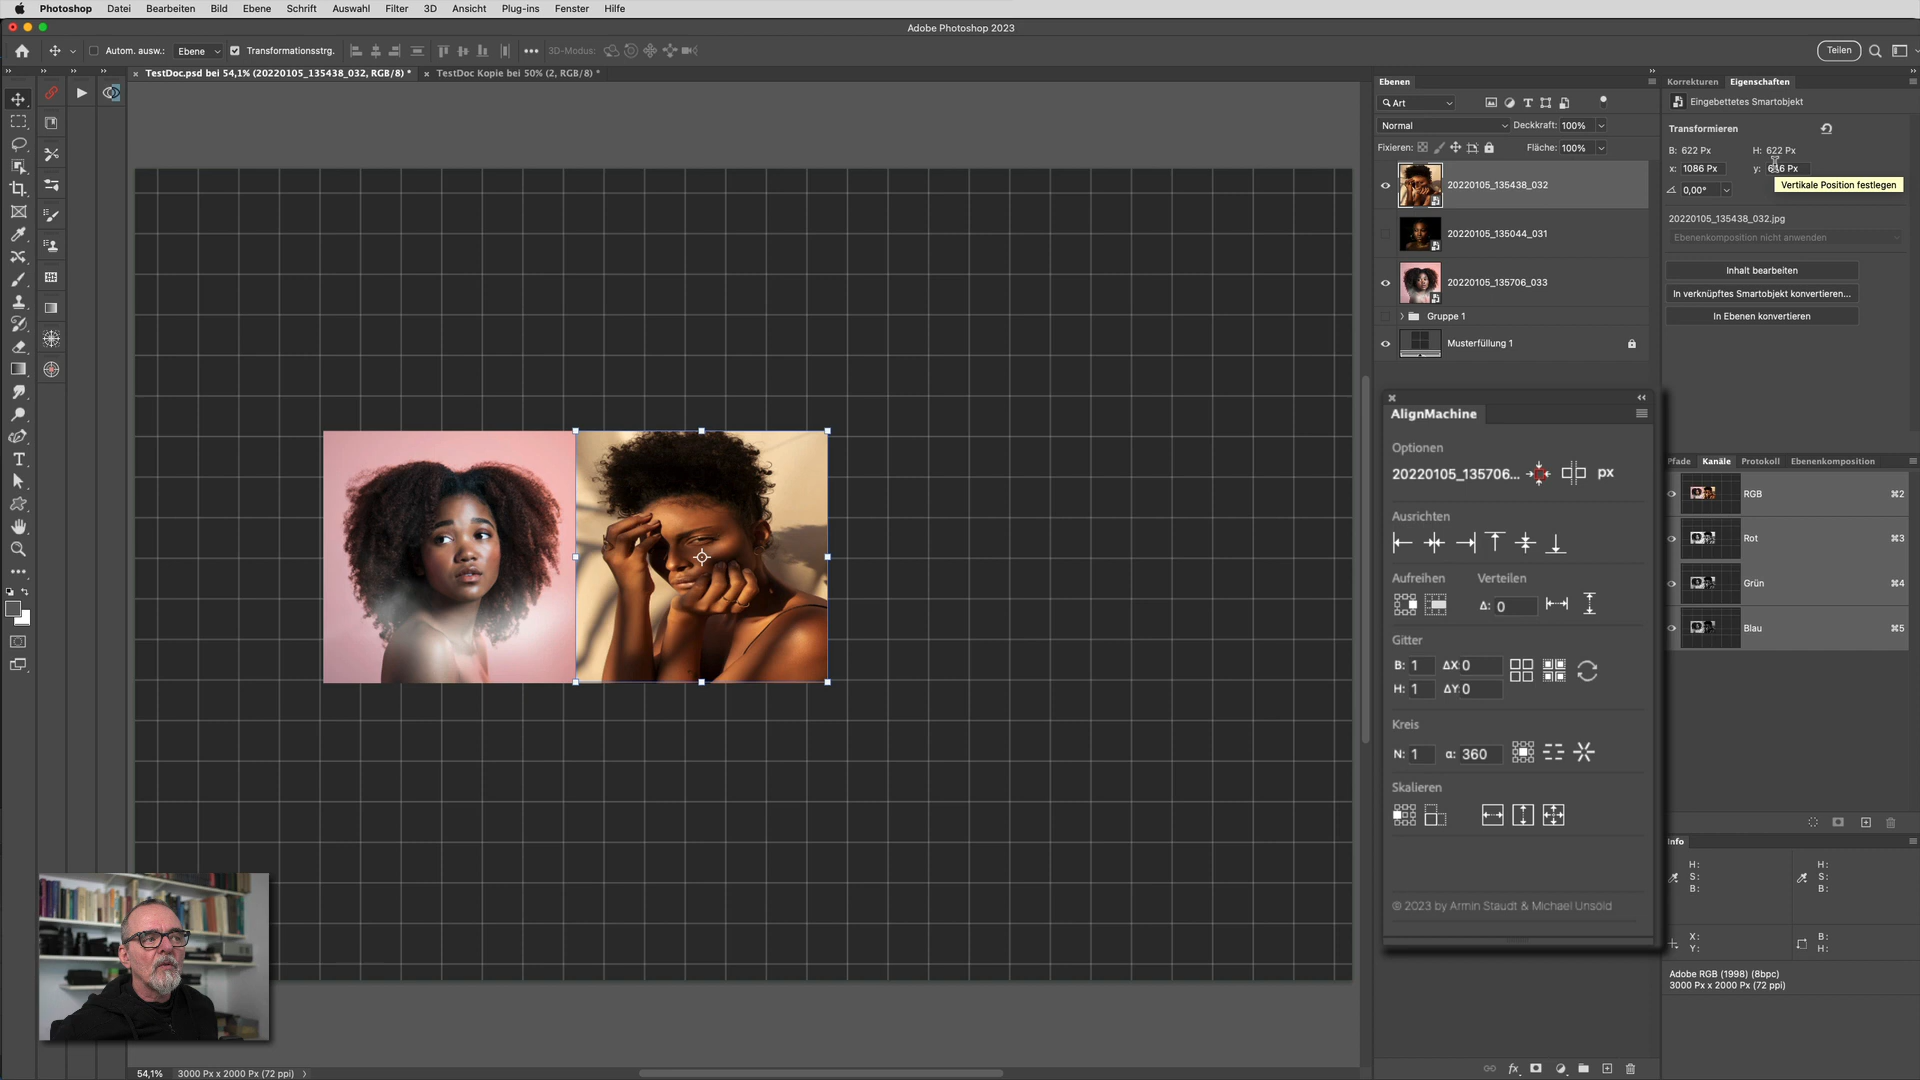 Photoshop Datei Bearbeiten Bild Ebene Schrift Auswahl Filter 3D Ansicht Plug-ins Fenster Hilfe
Adobe Photoshop 2023
Autom. ausw.: Ebene Transformationsstrg. 3D-Modus: Teilen
TestDoc.psd bei 54,1% (20220105_135438_032, RGB/8) * TestDoc Kopie bei 50% (2, RGB/8) *
Ebenen
Art
Normal Deckkraft: 100%
Fixieren: Fläche: 100%
20220105_135438_032
20220105_135044_031
20220105_135706_033
Gruppe 1
Musterfüllung 1
Korrekturen Eigenschaften
Eingebettetes Smartobjekt
Transformieren
B: 622 Px H: 622 Px
x: 1086 Px y:
Vertikale Position festlegen
0,00°
20220105_135438_032.jpg
Ebenenkomposition nicht anwenden
Inhalt bearbeiten
In verknüpftes Smartobjekt konvertieren...
In Ebenen konvertieren
AlignMachine
Optionen
20220105_135706... px
Ausrichten
Aufreihen Verteilen
Δ: 0
Gitter
B: 1 ΔX: 0
H: 1 ΔY: 0
Kreis
N: 1 α: 360
Skalieren
© 2023 by Armin Staudt & Michael Unsöld
Pfade Kanäle Protokoll Ebenenkomposition
RGB ⌘2
Rot ⌘3
Grün ⌘4
Blau ⌘5
Info
H: H:
S: S:
B: B:
X: B:
Y: H:
Adobe RGB (1998) (8bpc)
3000 Px x 2000 Px (72 ppi)
54,1% 3000 Px x 2000 Px (72 ppi)
fx